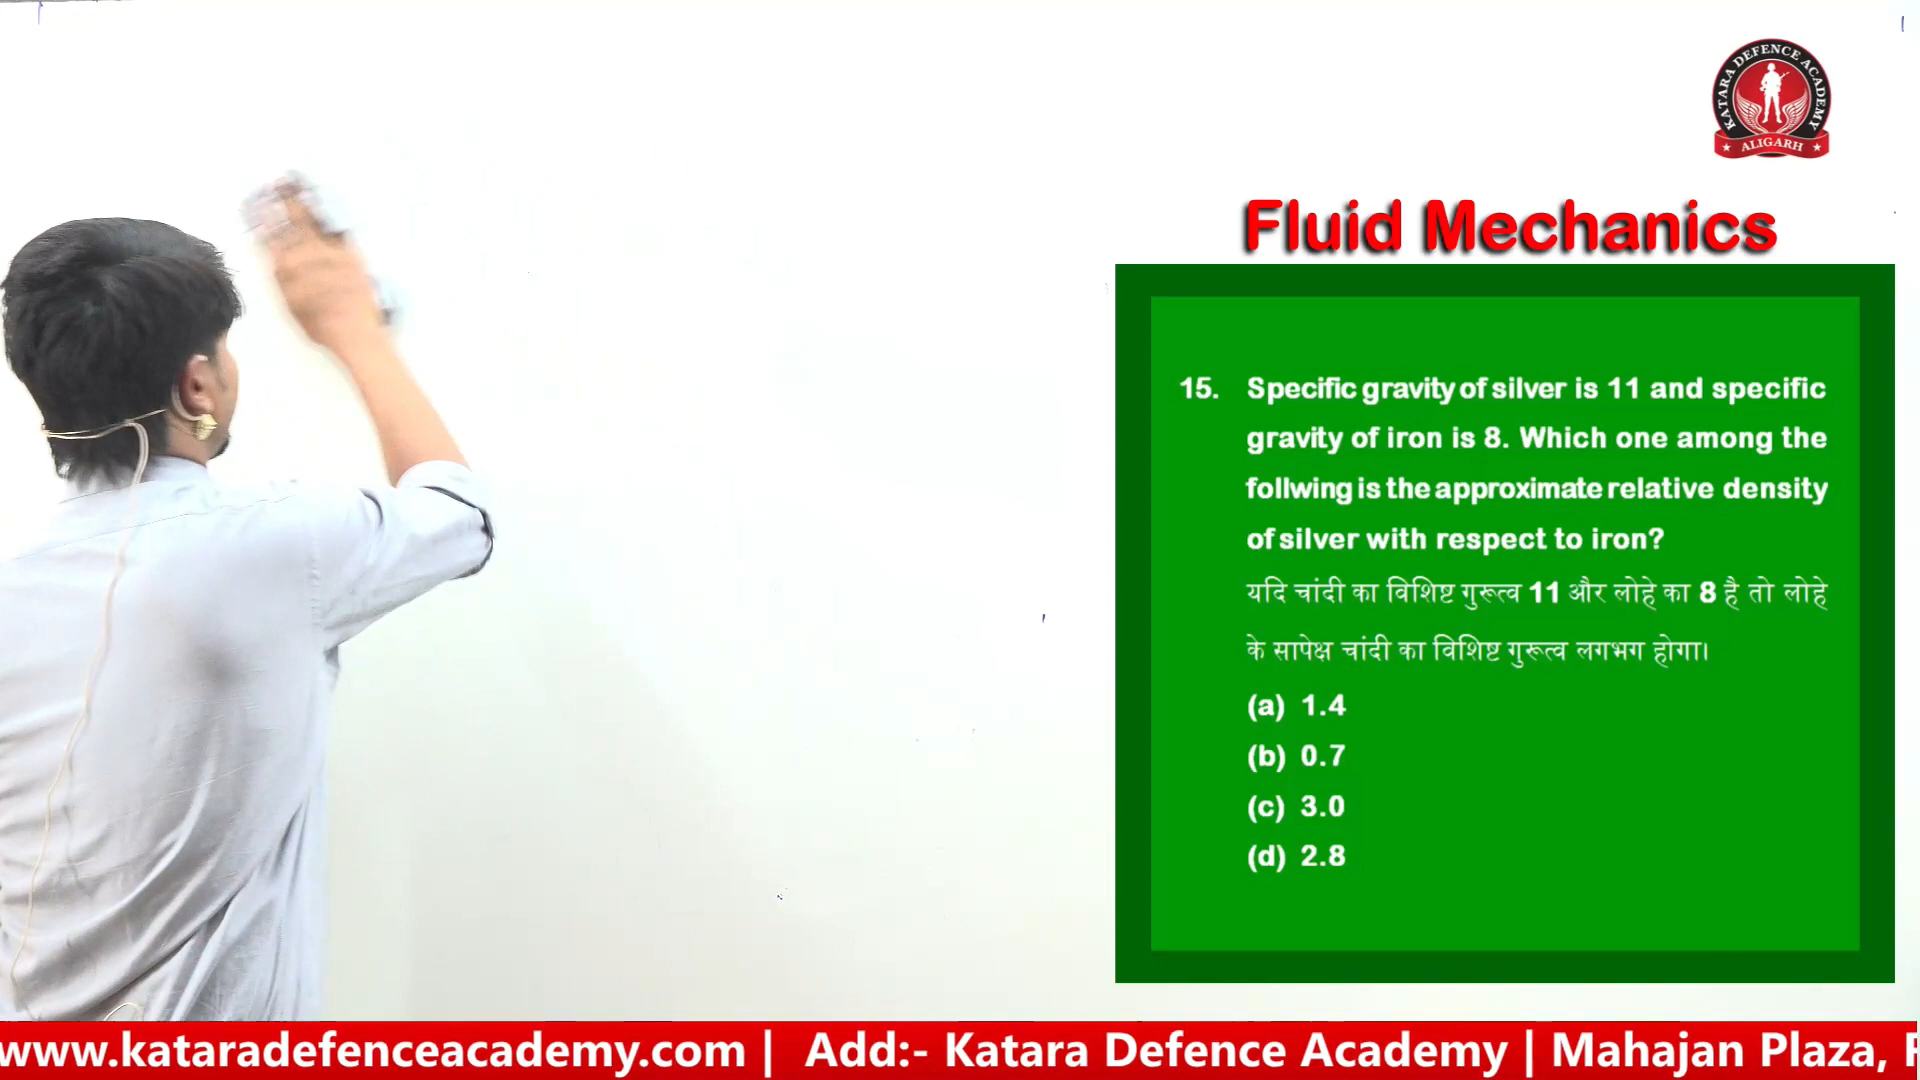 KATARA DEFENCE ACADEMY
ALIGARH
Fluid Mechanics
15. Specific gravity of silver is 11 and specific
gravity of iron is 8. Which one among the
follwing is the approximate relative density
of silver with respect to iron?
यदि चांदी का विशिष्ट गुरूत्व 11 और लोहे का 8 है तो लोहे
के सापेक्ष चांदी का विशिष्ट गुरूत्व लगभग होगा।
(a) 1.4
(b) 0.7
(c) 3.0
(d) 2.8
www.kataradefenceacademy.com | Add:- Katara Defence Academy | Mahajan Plaza,